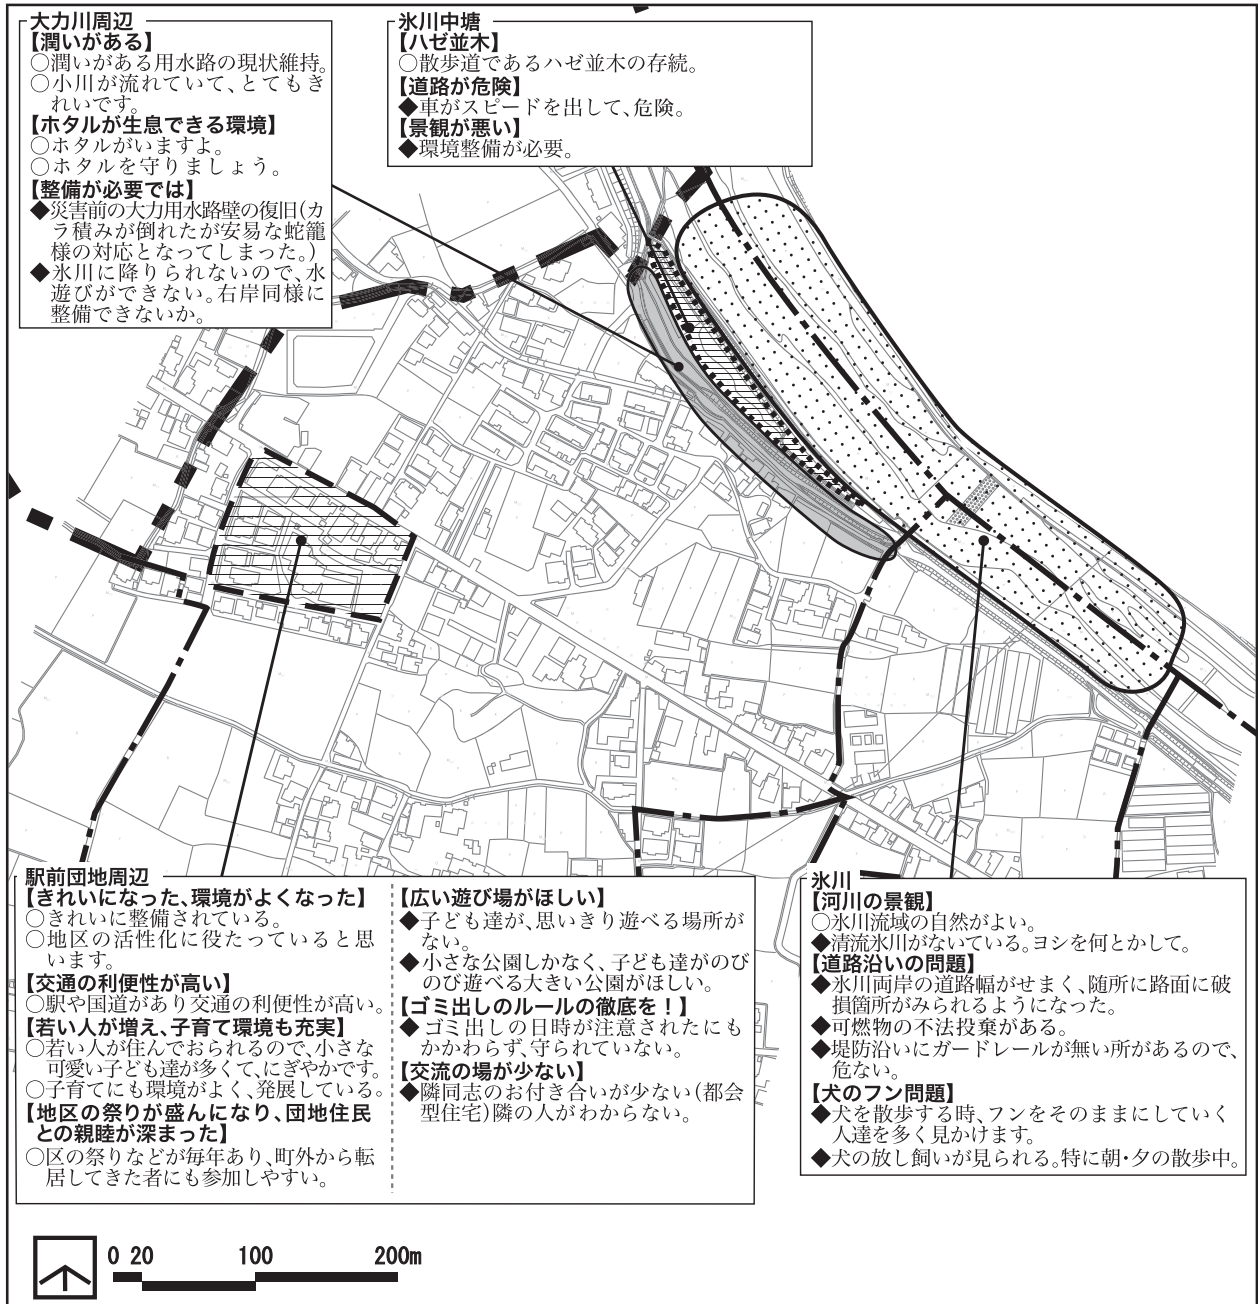 大力川周辺
【潤いがある】
○潤いがある用水路の現状維持。
○小川が流れていて、とてもき
れいです。
【ホタルが生息できる環境】
○ホタルがいますよ。
○ホタルを守りましょう。
【整備が必要では】
◆災害前の大力用水路壁の復旧(カ
ラ積みが倒れたが安易な蛇籠
様の対応となってしまった。)
◆氷川に降りられないので、水
遊びができない。右岸同様に
整備できないか。
氷川中塘
【ハゼ並木】
○散歩道であるハゼ並木の存続。
【道路が危険】
◆車がスピードを出して、危険。
【景観が悪い】
◆環境整備が必要。
駅前団地周辺
【きれいになった、環境がよくなった】
○きれいに整備されている。
○地区の活性化に役たっていると思
います。
【交通の利便性が高い】
○駅や国道があり交通の利便性が高い。
【若い人が増え、子育て環境も充実】
○若い人が住んでおられるので、小さな
可愛い子ども達が多くて、にぎやかです。
○子育てにも環境がよく、発展している。
【地区の祭りが盛んになり、団地住民
との親睦が深まった】
○区の祭りなどが毎年あり、町外から転
居してきた者にも参加しやすい。
【広い遊び場がほしい】
◆子ども達が、思いきり遊べる場所が
ない。
◆小さな公園しかなく、子ども達がのび
のび遊べる大きい公園がほしい。
【ゴミ出しのルールの徹底を！】
◆ゴミ出しの日時が注意されたにも
かかわらず、守られていない。
【交流の場が少ない】
◆隣同志のお付き合いが少ない(都会
型住宅)隣の人がわからない。
氷川
【河川の景観】
○氷川流域の自然がよい。
◆清流氷川がないている。ヨシを何とかして。
【道路沿いの問題】
◆氷川両岸の道路幅がせまく、随所に路面に破
損箇所がみられるようになった。
◆可燃物の不法投棄がある。
◆堤防沿いにガードレールが無い所があるので、
危ない。
【犬のフン問題】
◆犬を散歩する時、フンをそのままにしていく
人達を多く見かけます。
◆犬の放し飼いが見られる。特に朝・夕の散歩中。
0 20 100 200m